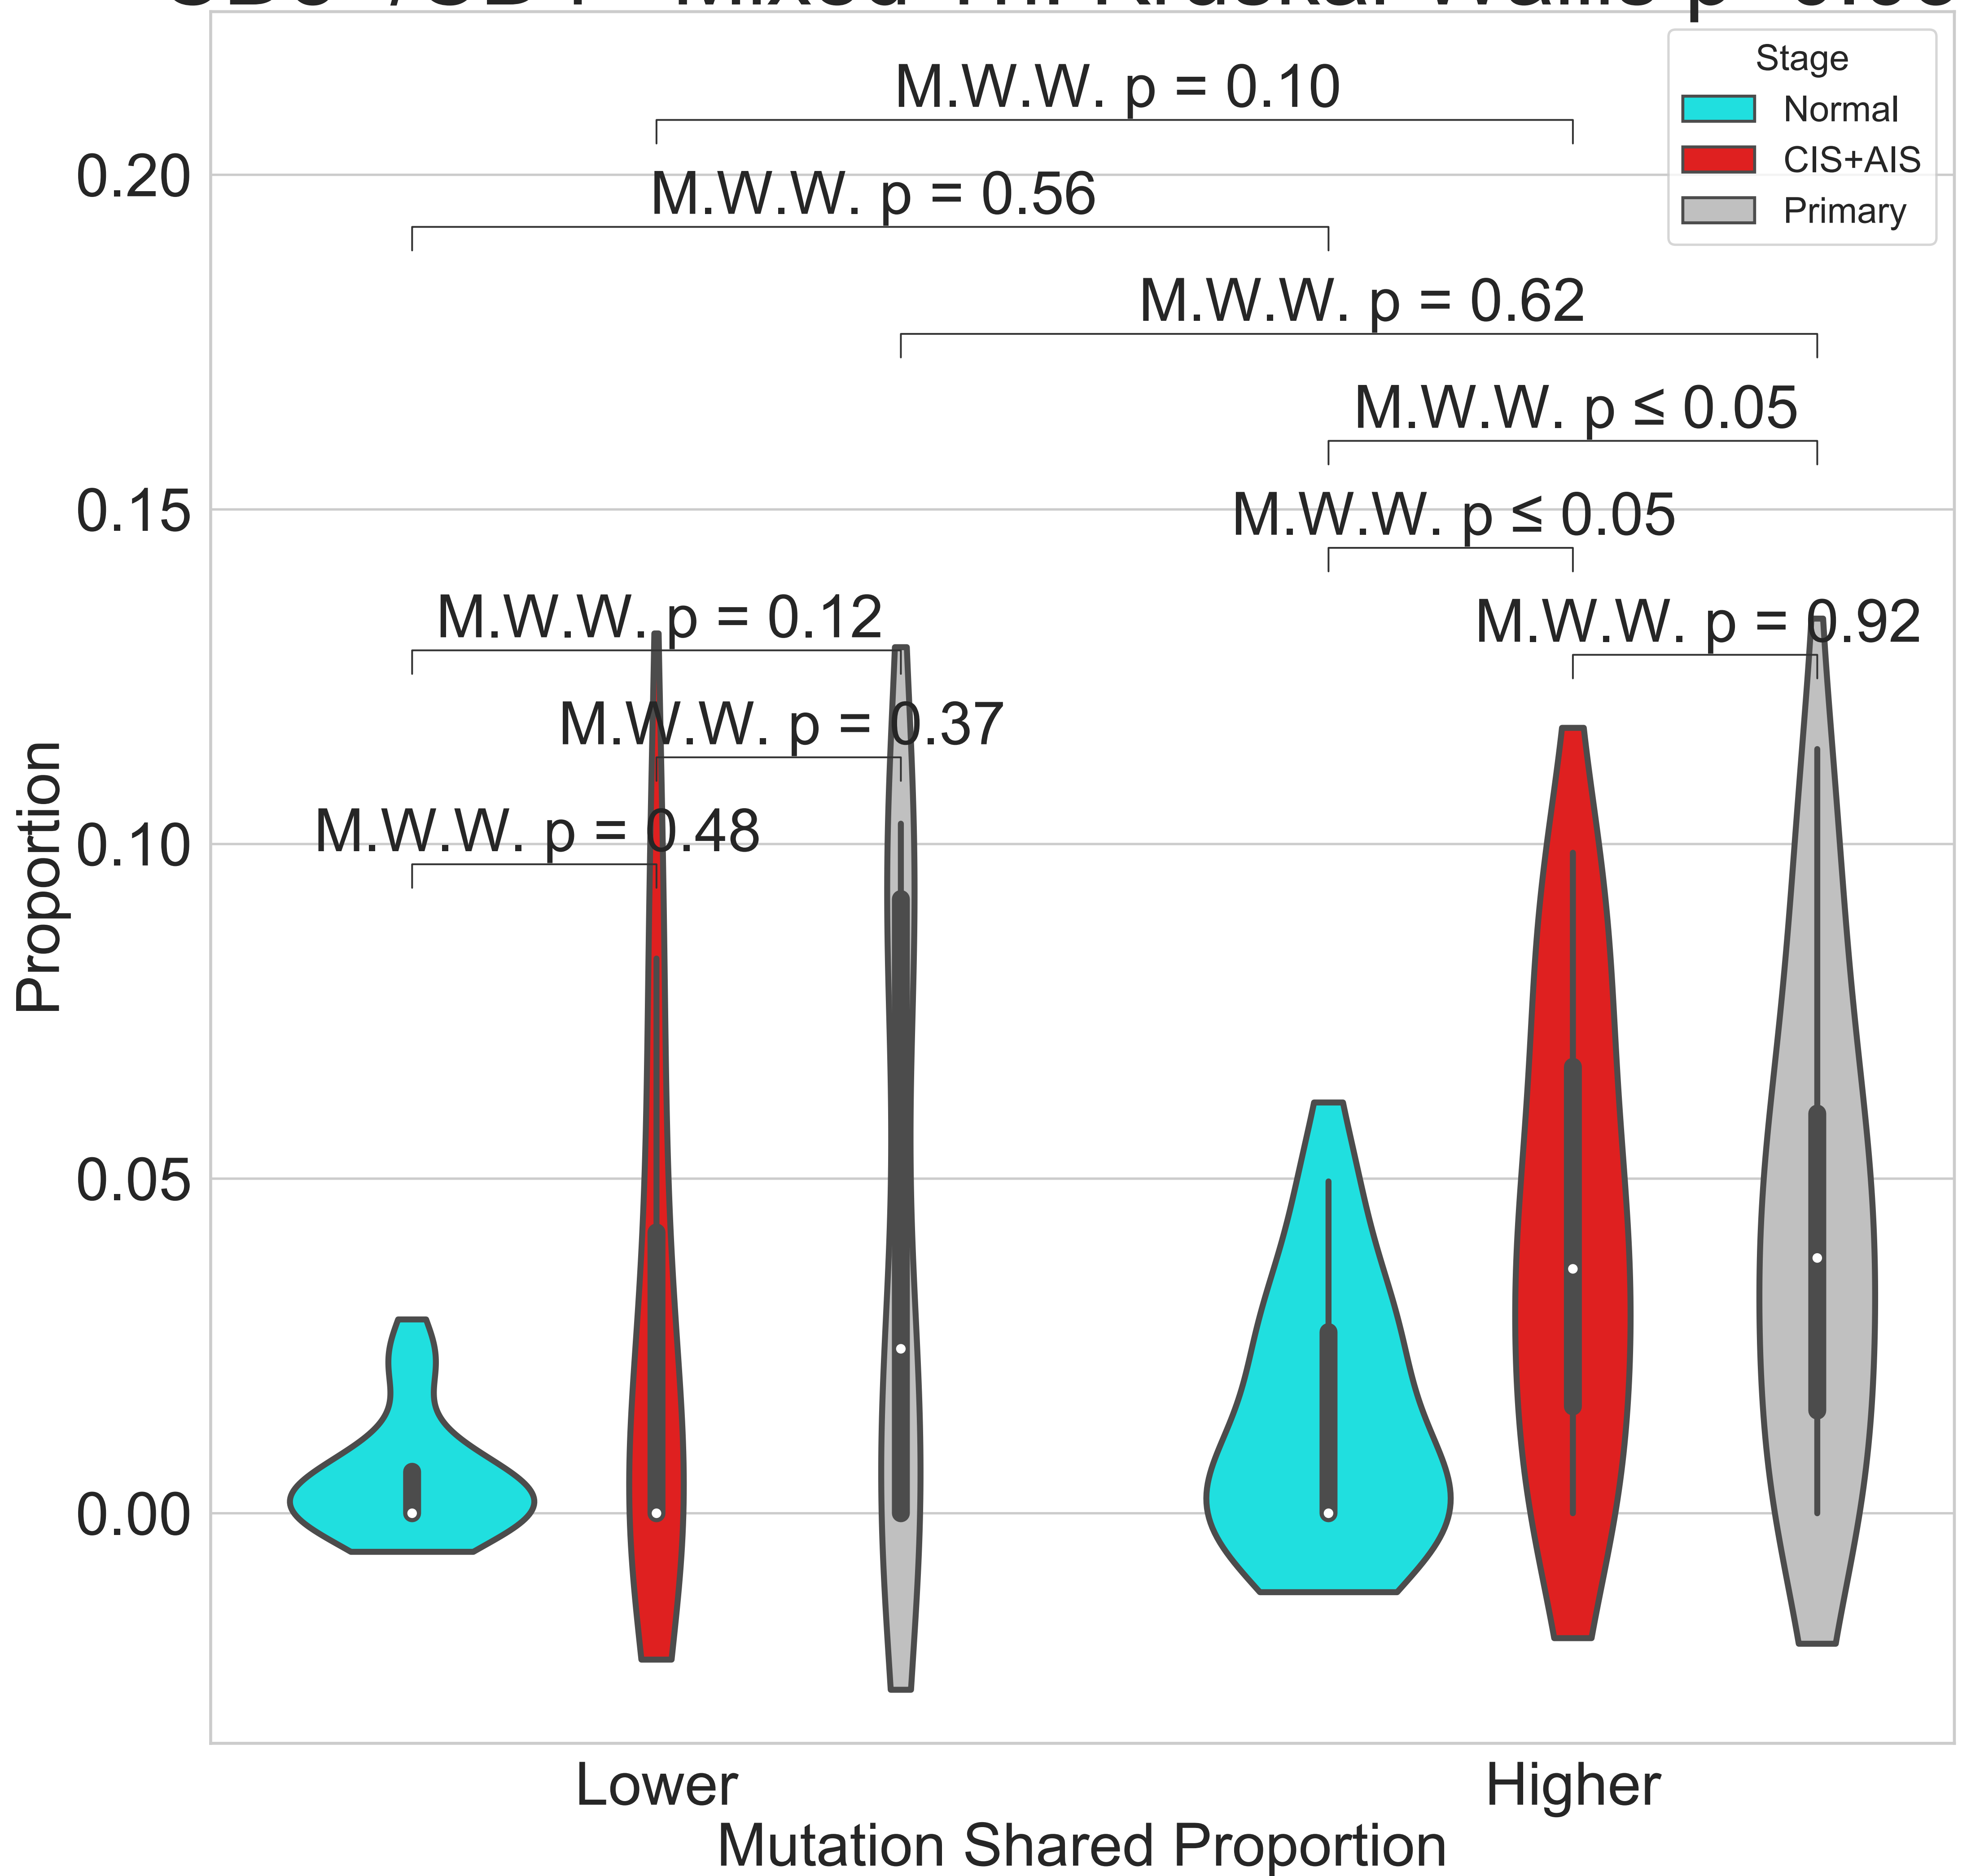 Stage
Normal
CIS+AIS
Primary
M.W.W. p = 0.10
M.W.W. p = 0.56
M.W.W. p = 0.62
M.W.W. p ≤ 0.05
M.W.W. p ≤ 0.05
M.W.W. p = 0.12
M.W.W. p = 0.92
M.W.W. p = 0.37
M.W.W. p = 0.48
0.20
0.15
0.10
0.05
0.00
Proportion
Lower
Higher
Mutation Shared Proportion